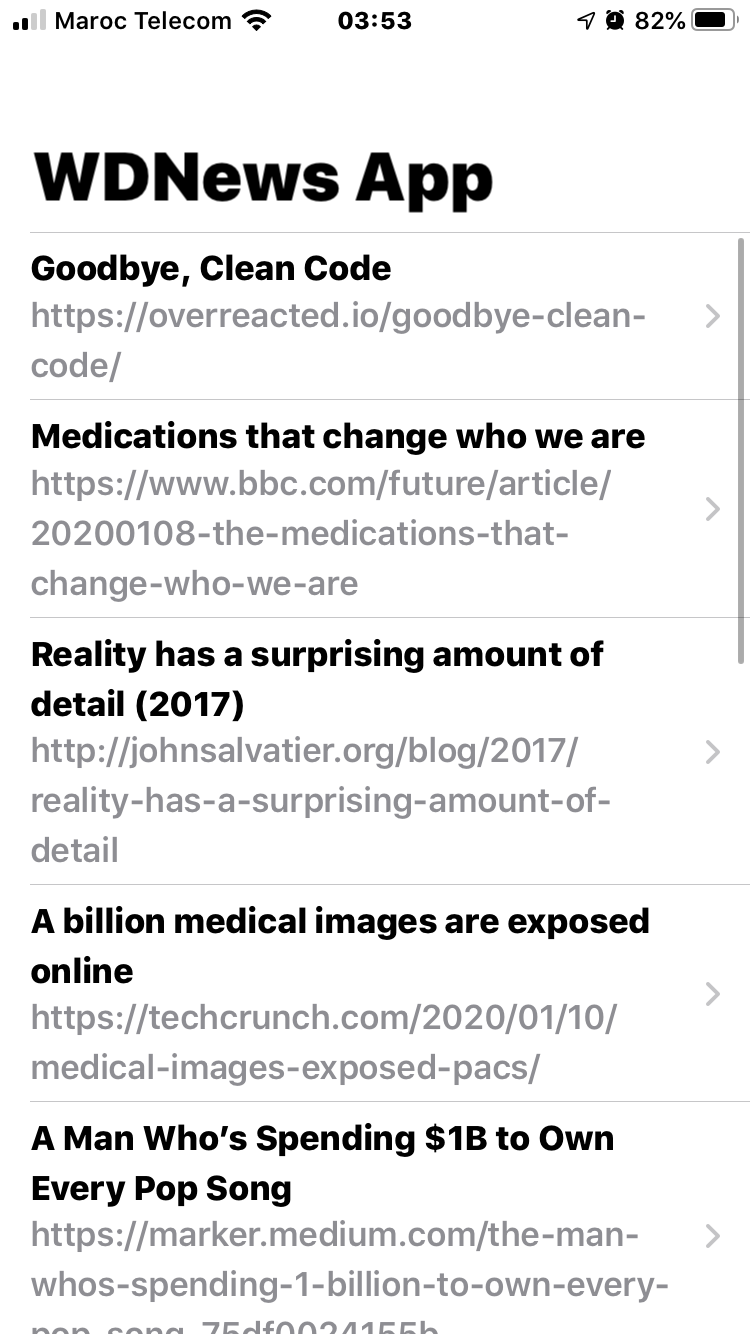 Maroc Telecom 03:53 82%
WDNews App
Goodbye, Clean Code
https://overreacted.io/goodbye-clean-
code/
Medications that change who we are
https://www.bbc.com/future/article/
20200108-the-medications-that-
change-who-we-are
Reality has a surprising amount of
detail (2017)
http://johnsalvatier.org/blog/2017/
reality-has-a-surprising-amount-of-
detail
A billion medical images are exposed
online
https://techcrunch.com/2020/01/10/
medical-images-exposed-pacs/
A Man Who’s Spending $1B to Own
Every Pop Song
https://marker.medium.com/the-man-
whos-spending-1-billion-to-own-every-
pop-song-75df0024155b